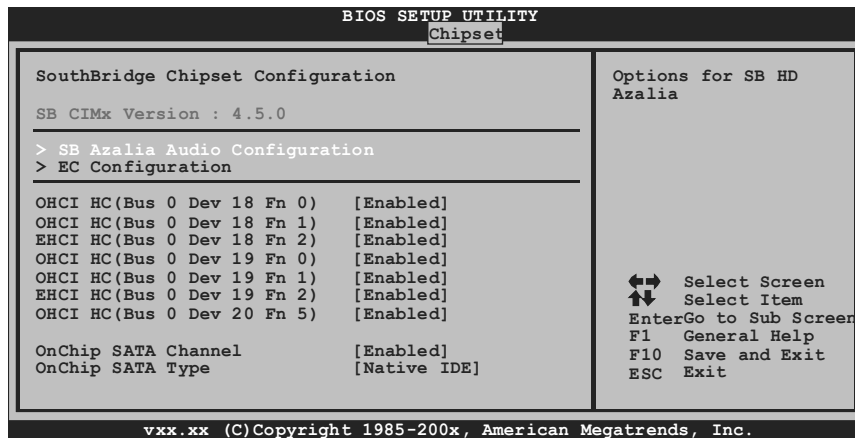 BIOS SETUP UTILITY
Chipset
SouthBridge Chipset Configuration
SB CIMx Version : 4.5.0
> SB Azalia Audio Configuration
> EC Configuration
OHCI HC(Bus 0 Dev 18 Fn 0) [Enabled]
OHCI HC(Bus 0 Dev 18 Fn 1) [Enabled]
EHCI HC(Bus 0 Dev 18 Fn 2) [Enabled]
OHCI HC(Bus 0 Dev 19 Fn 0) [Enabled]
OHCI HC(Bus 0 Dev 19 Fn 1) [Enabled]
EHCI HC(Bus 0 Dev 19 Fn 2) [Enabled]
OHCI HC(Bus 0 Dev 20 Fn 5) [Enabled]
OnChip SATA Channel [Enabled]
OnChip SATA Type [Native IDE]
Options for SB HD
Azalia
Select Screen
Select Item
EnterGo to Sub Screen
F1 General Help
F10 Save and Exit
ESC Exit
vxx.xx (C)Copyright 1985-200x, American Megatrends, Inc.